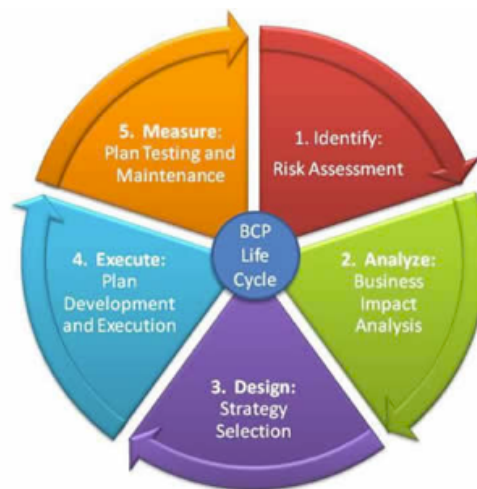 1. Identify:
Risk Assessment
2. Analyze:
Business
Impact
Analysis
3. Design:
Strategy
Selection
4. Execute:
Plan
Development
and Execution
5. Measure:
Plan Testing and
Maintenance
BCP
Life
Cycle